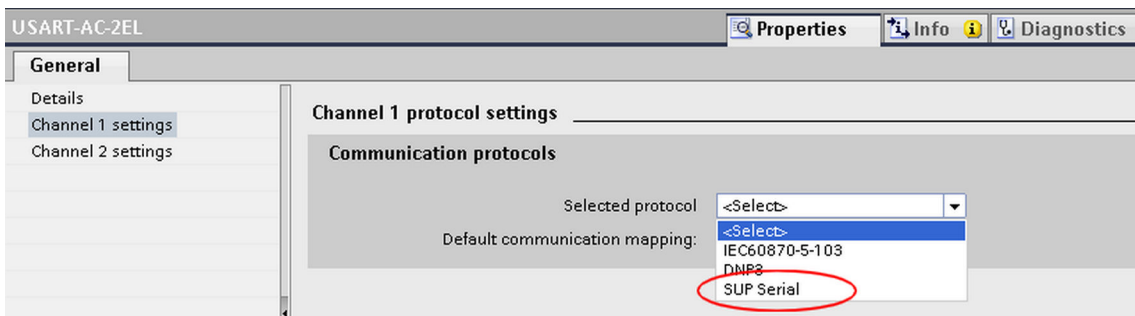 USART-AC-2EL
Properties
Info
Diagnostics
General
Details
Channel 1 settings
Channel 2 settings
Channel 1 protocol settings
Communication protocols
Selected protocol
<Select>
Default communication mapping:
<Select>
IEC60870-5-103
DNP3
SUP Serial